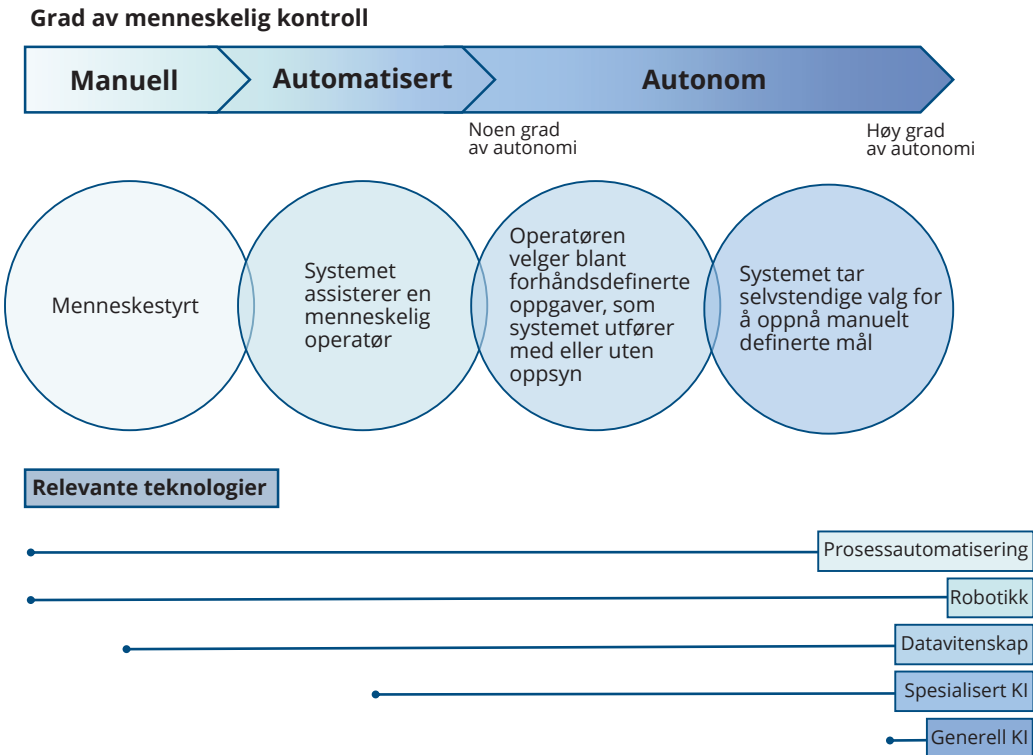 Grad av menneskelig kontroll
Manuell
Automatisert
Autonom
Noen grad
av autonomi
Høy grad
av autonomi
Menneskestyrt
Systemet
assisterer en
menneskelig
operatør
Operatøren
velger blant
forhåndsdefinerte
oppgaver, som
systemet utfører
med eller uten
oppsyn
Systemet tar
selvstendige valg for
å oppnå manuelt
definerte mål
Relevante teknologier
Prosessautomatisering
Robotikk
Datavitenskap
Spesialisert KI
Generell KI